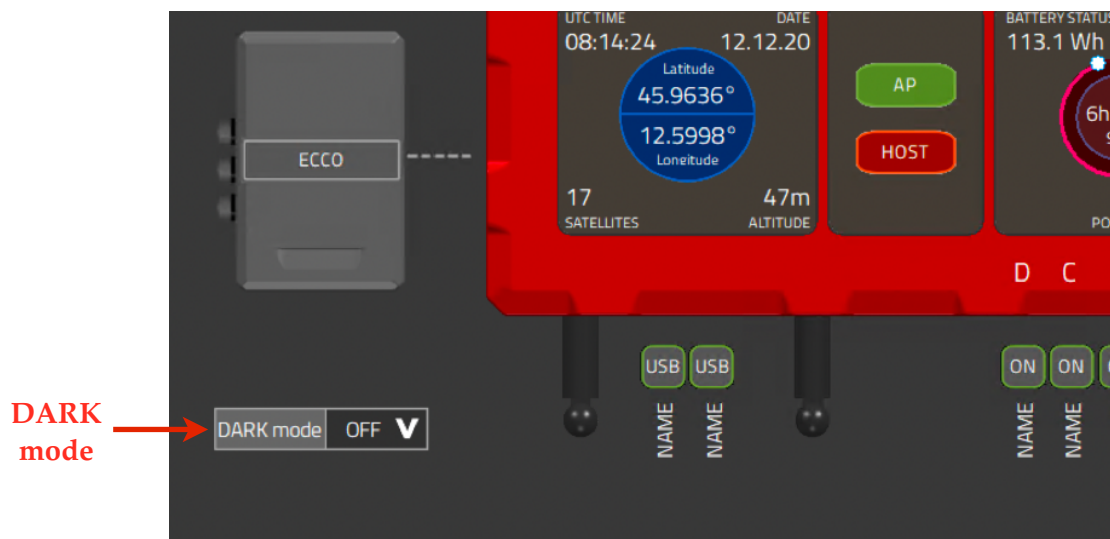 UTC TIME DATE
08:14:24 12.12.20
Latitude
45.9636°
12.5998°
Longitude
17 47m
SATELLITES ALTITUDE
AP
HOST
BATTERY STATUS
113.1 Wh
6h
ECCO
D C
USB USB
ON ON
NAME NAME
NAME NAME
DARK mode OFF V
DARK
mode